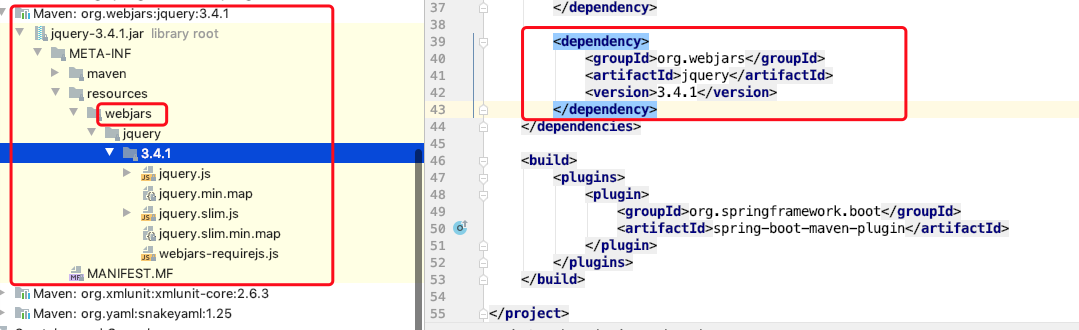 Maven: org.webjars:jquery:3.4.1
jquery-3.4.1.jar library root
META-INF
maven
resources
webjars
jquery
3.4.1
jquery.js
jquery.min.map
jquery.slim.js
jquery.slim.min.map
webjars-requirejs.js
MANIFEST.MF
Maven: org.xmlunit:xmlunit-core:2.6.3
Maven: org.yaml:snakeyaml:1.25
37 </dependency>
38
39 <dependency>
40 <groupId>org.webjars</groupId>
41 <artifactId>jquery</artifactId>
42 <version>3.4.1</version>
43 </dependency>
44 </dependencies>
45
46 <build>
47 <plugins>
48 <plugin>
49 <groupId>org.springframework.boot</groupId>
50 <artifactId>spring-boot-maven-plugin</artifactId>
51 </plugin>
52 </plugins>
53 </build>
54
55 </project>